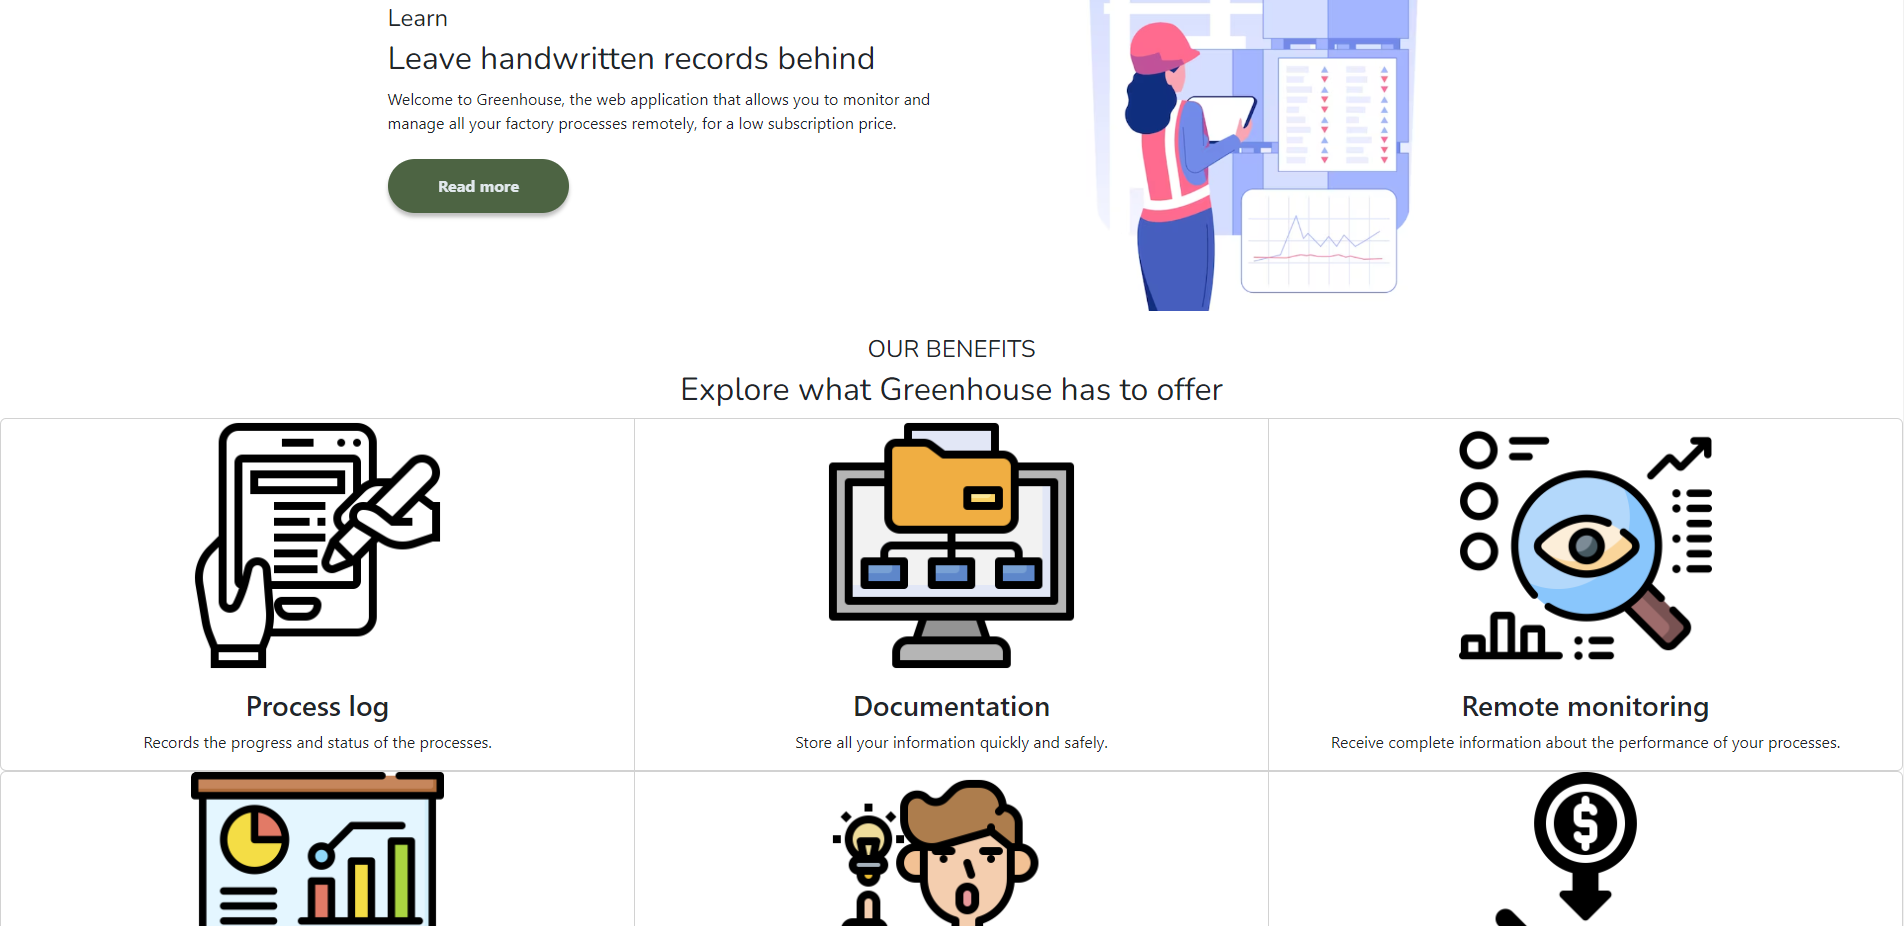 Learn
Leave handwritten records behind
Welcome to Greenhouse, the web application that allows you to monitor and
manage all your factory processes remotely, for a low subscription price.
Read more
OUR BENEFITS
Explore what Greenhouse has to offer
Process log
Records the progress and status of the processes.
Documentation
Store all your information quickly and safely.
Remote monitoring
Receive complete information about the performance of your processes.
$